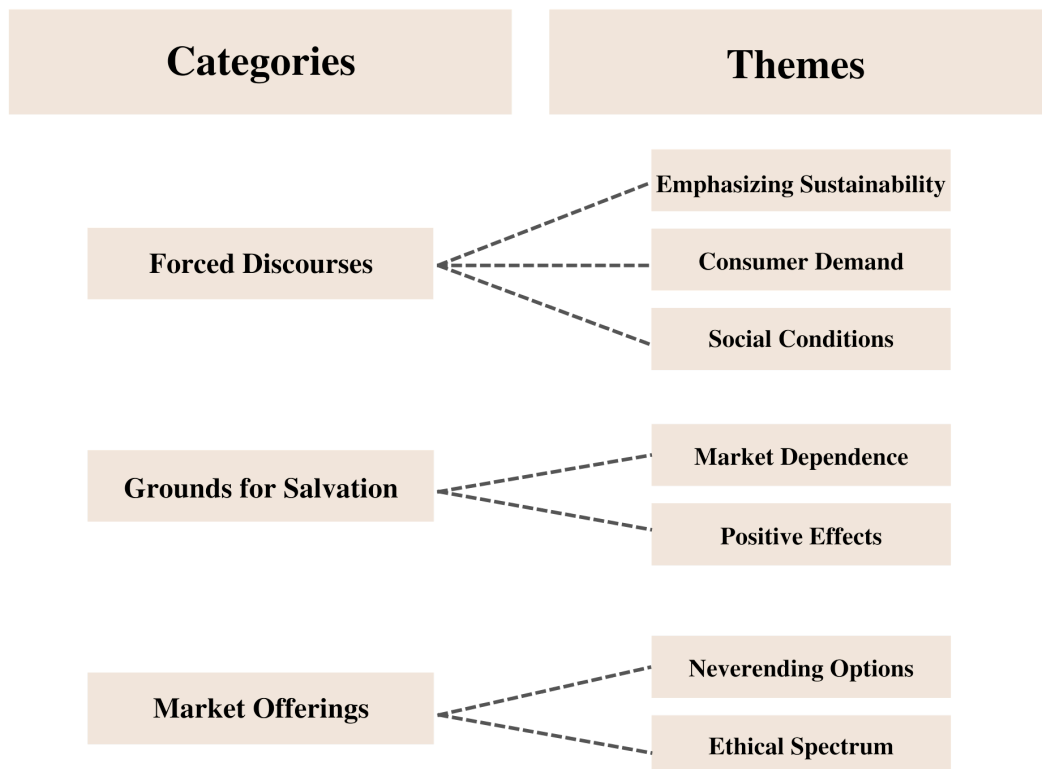 Categories
Themes
Forced Discourses
Emphasizing Sustainability
Consumer Demand
Social Conditions
Grounds for Salvation
Market Dependence
Positive Effects
Market Offerings
Neverending Options
Ethical Spectrum